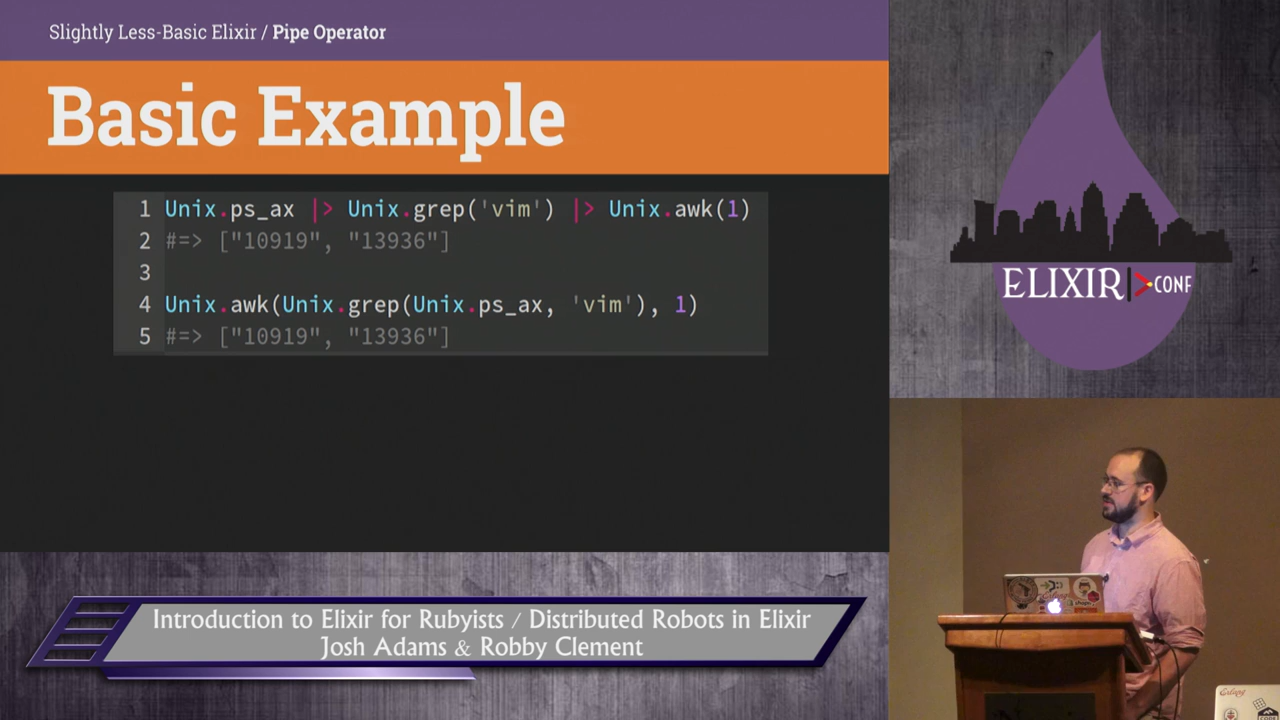 Slightly Less-Basic Elixir / Pipe Operator
Basic Example
1 Unix.ps_ax |> Unix.grep('vim') |> Unix.awk(1)
2 #=> ["10919", "13936"]
3
4 Unix.awk(Unix.grep(Unix.ps_ax, 'vim'), 1)
5 #=> ["10919", "13936"]
ELIXIR|>CONF
Introduction to Elixir for Rubyists / Distributed Robots in Elixir
Josh Adams & Robby Clement
Erlang